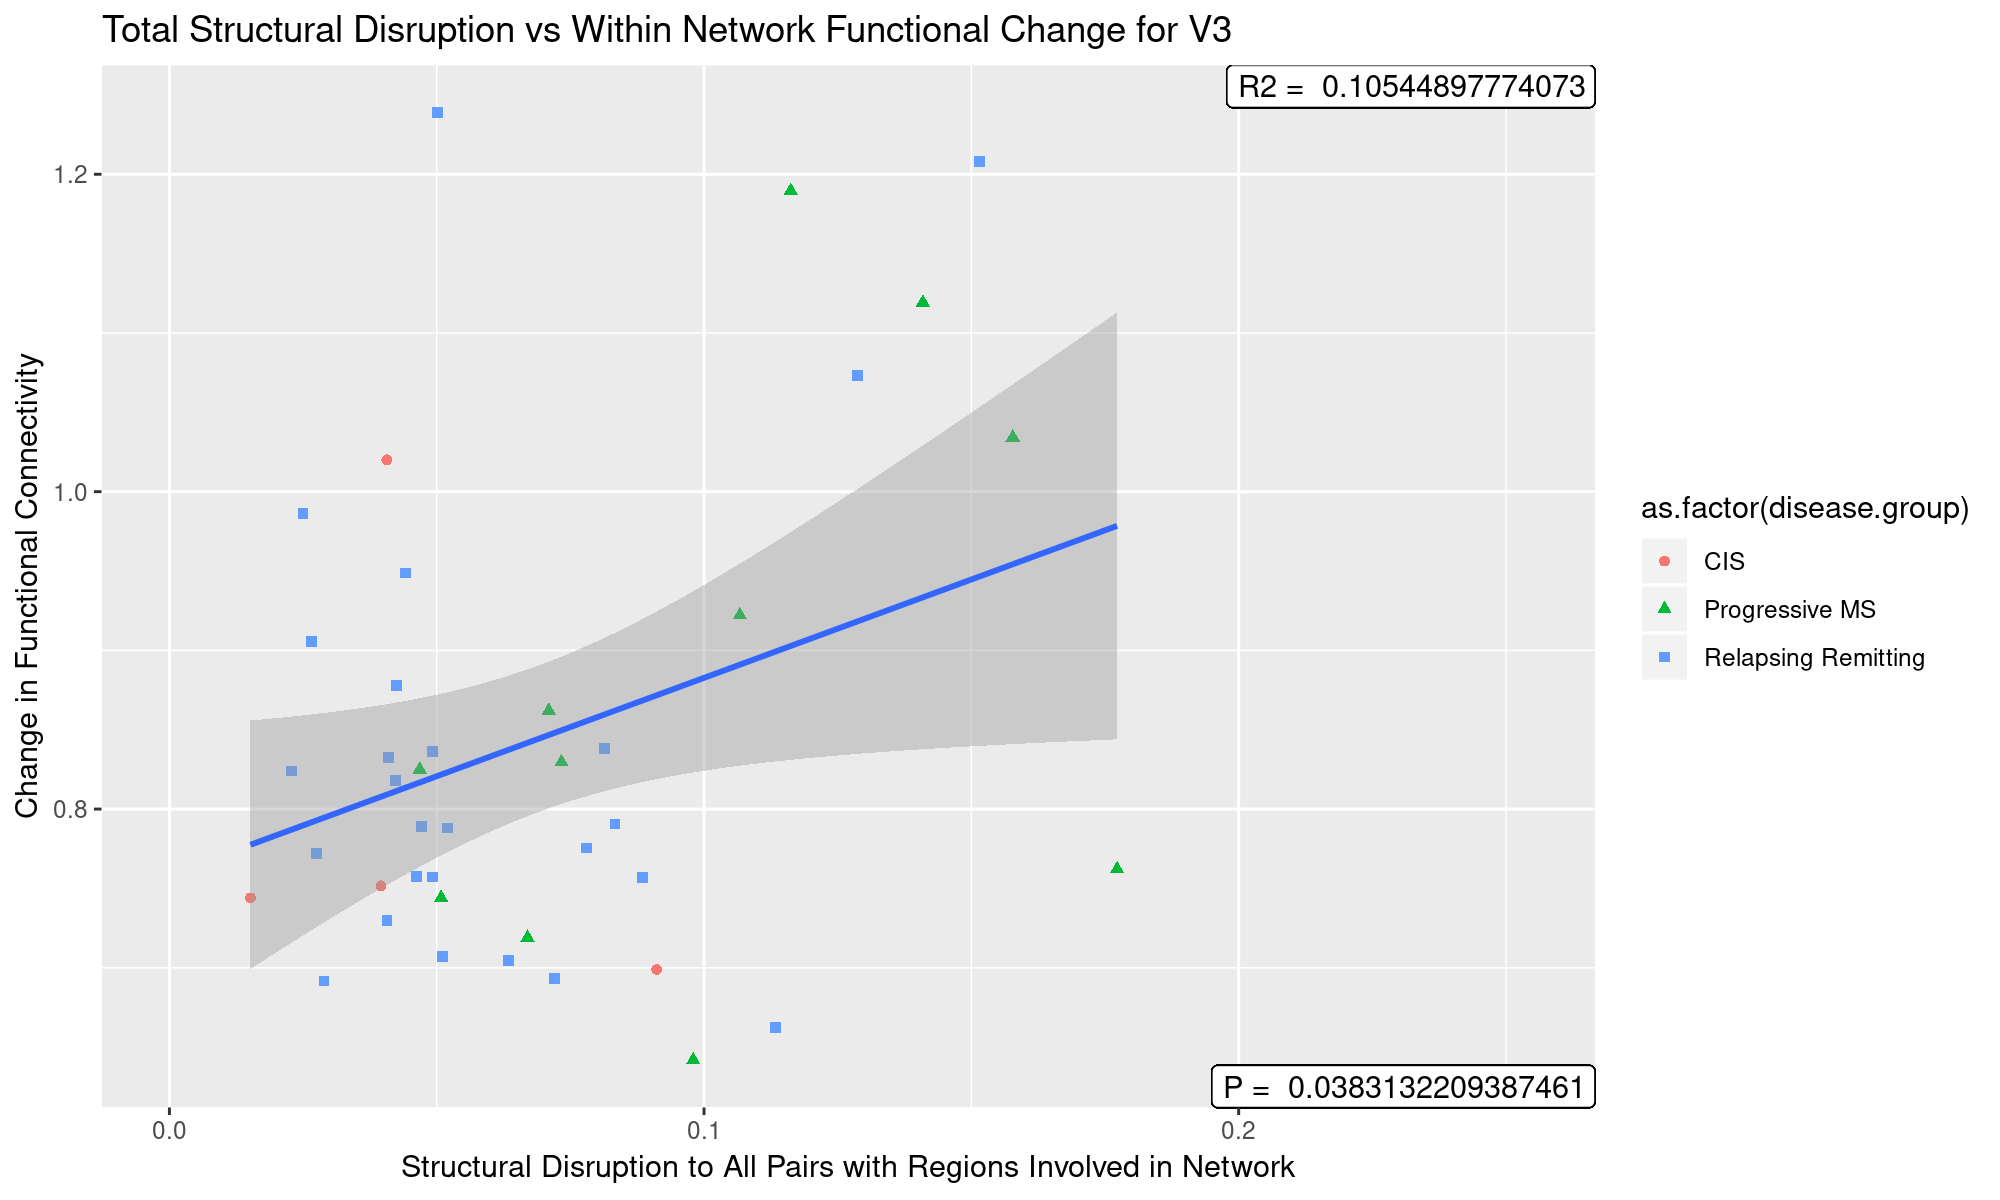 Total Structural Disruption vs Within Network Functional Change for V3
R2 =  0.10544897774073
1.2
1.0
0.8
Change in Functional Connectivity
as.factor(disease.group)
CIS
Progressive MS
Relapsing Remitting
P =  0.0383132209387461
0.0
0.1
0.2
Structural Disruption to All Pairs with Regions Involved in Network